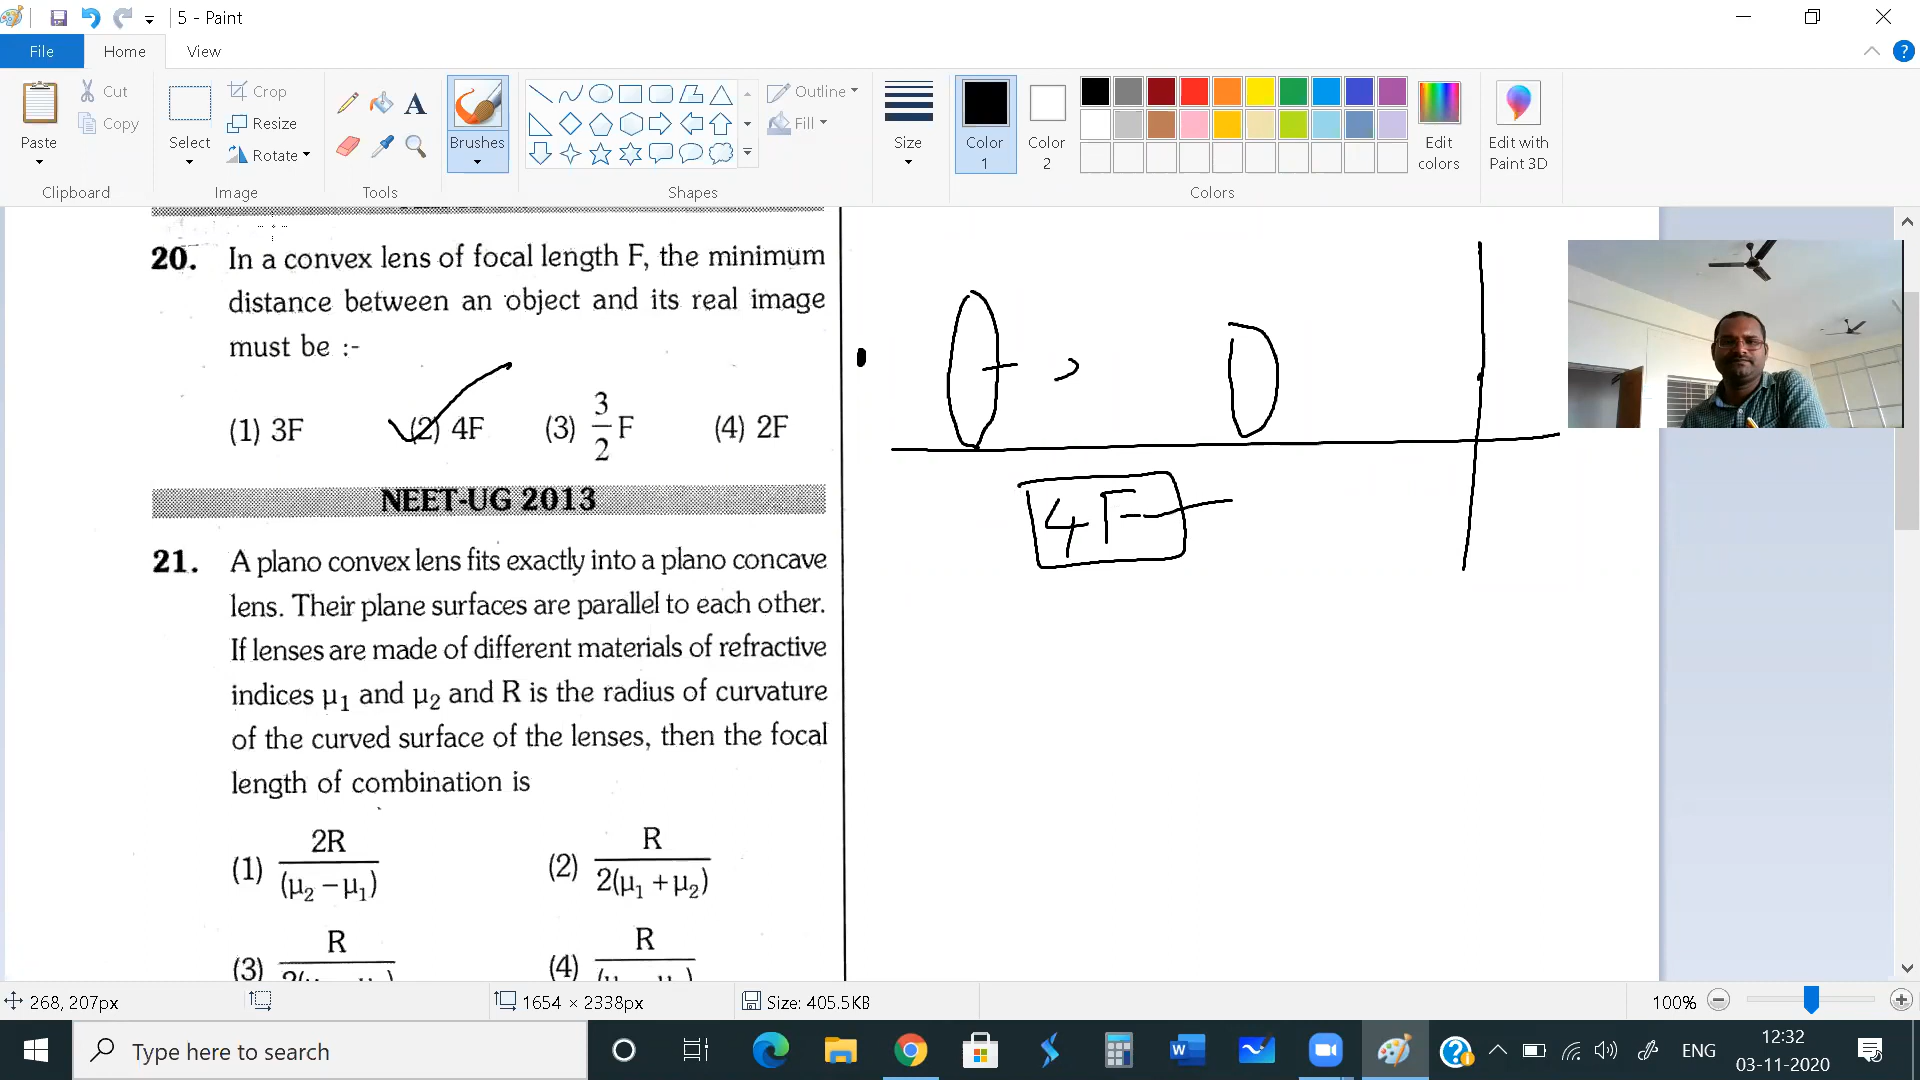 5 - Paint
File
Home
View
Paste
Cut
Copy
Clipboard
Select
Crop
Resize
Rotate
Image
A
Tools
Brushes
Shapes
Outline
Fill
Size
Color 1
Color 2
Edit colors
Edit with Paint 3D
Colors
20. In a convex lens of focal length F, the minimum
distance between an object and its real image
must be :-
(1) 3F (2) 4F (3) 3/2 F (4) 2F
NEET-UG 2013
21. A plano convex lens fits exactly into a plano concave
lens. Their plane surfaces are parallel to each other.
If lenses are made of different materials of refractive
indices μ1 and μ2 and R is the radius of curvature
of the curved surface of the lenses, then the focal
length of combination is
(1) 2R/(μ2 – μ1) (2) R/2(μ1 + μ2)
(3) R (4) R
4F
268, 207px
1654 × 2338px
Size: 405.5KB
100%
Type here to search
ENG
12:32
03-11-2020